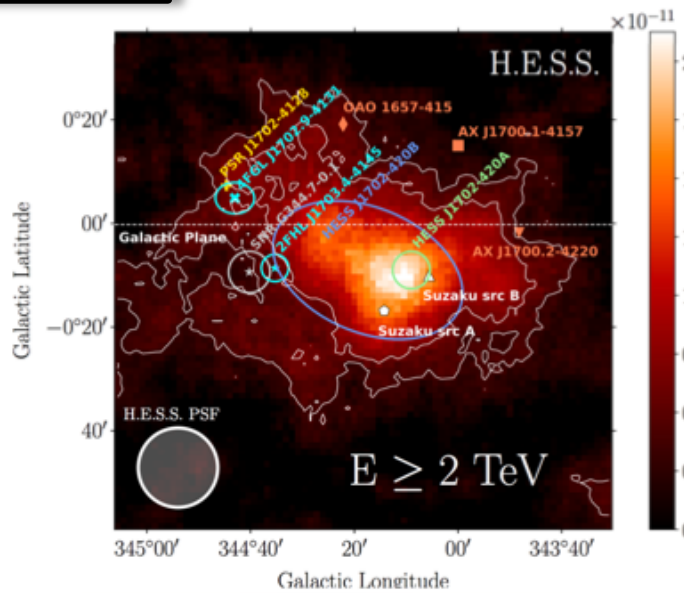 ×10⁻¹¹
H.E.S.S.
0°20′
00′
−0°20′
40′
Galactic Latitude
OAO 1657-415
AX J1700.1-4157
PSR J1702-4128
4FGL J1702.9-4131
SNR G344.7-0.1
2FHL J1703.4-4145
HESS J1702-420B
HESS J1702-420A
Galactic Plane
AX J1700.2-4220
Suzaku src B
Suzaku src A
H.E.S.S. PSF
E ≥ 2 TeV
345°00′ 344°40′ 20′ 00′ 343°40′
Galactic Longitude